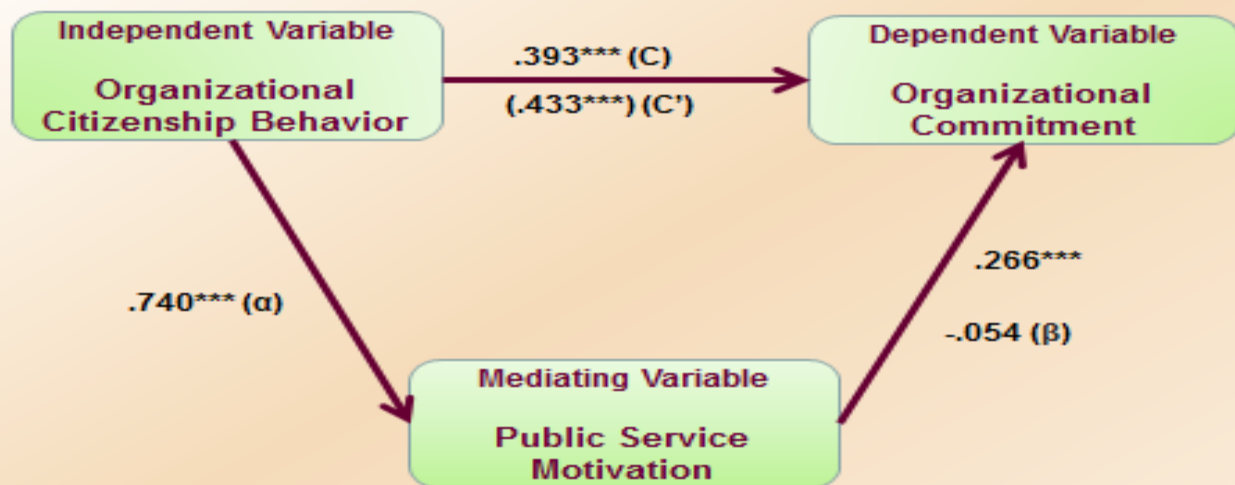 Independent Variable
Organizational
Citizenship Behavior
.393*** (C)
(.433***) (C’)
Dependent Variable
Organizational
Commitment
.740*** (α)
.266***
-.054 (β)
Mediating Variable
Public Service
Motivation